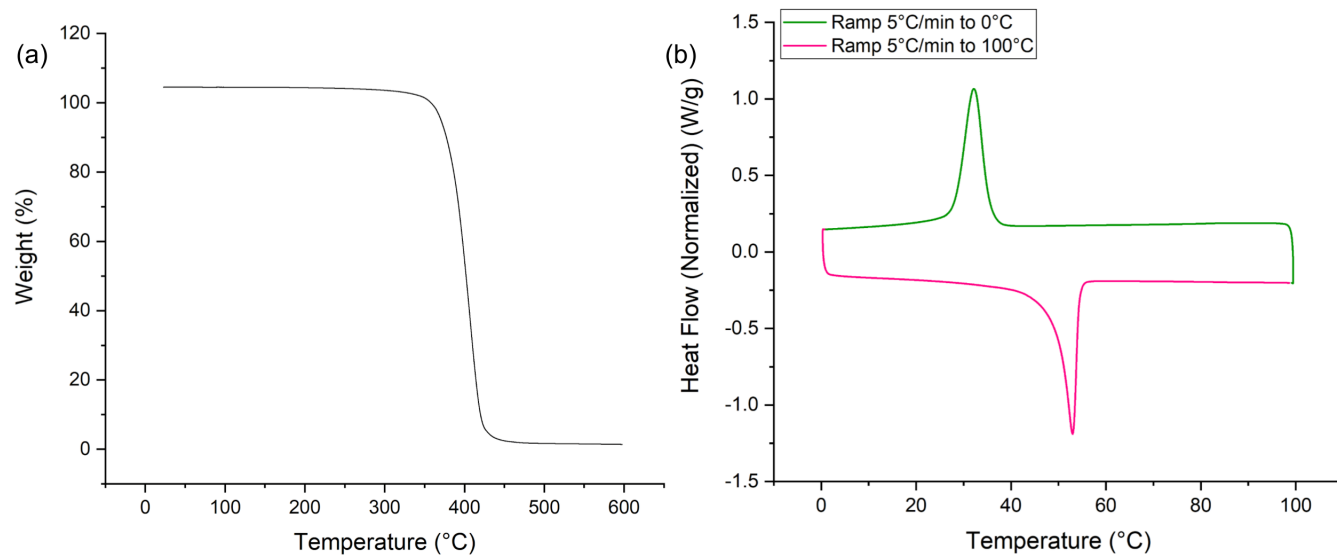 (a)
Weight (%)
120
100
80
60
40
20
0
0 100 200 300 400 500 600
Temperature (°C)
(b)
Ramp 5°C/min to 0°C
Ramp 5°C/min to 100°C
Heat Flow (Normalized) (W/g)
1.5
1.0
0.5
0.0
-0.5
-1.0
-1.5
0 20 40 60 80 100
Temperature (°C)